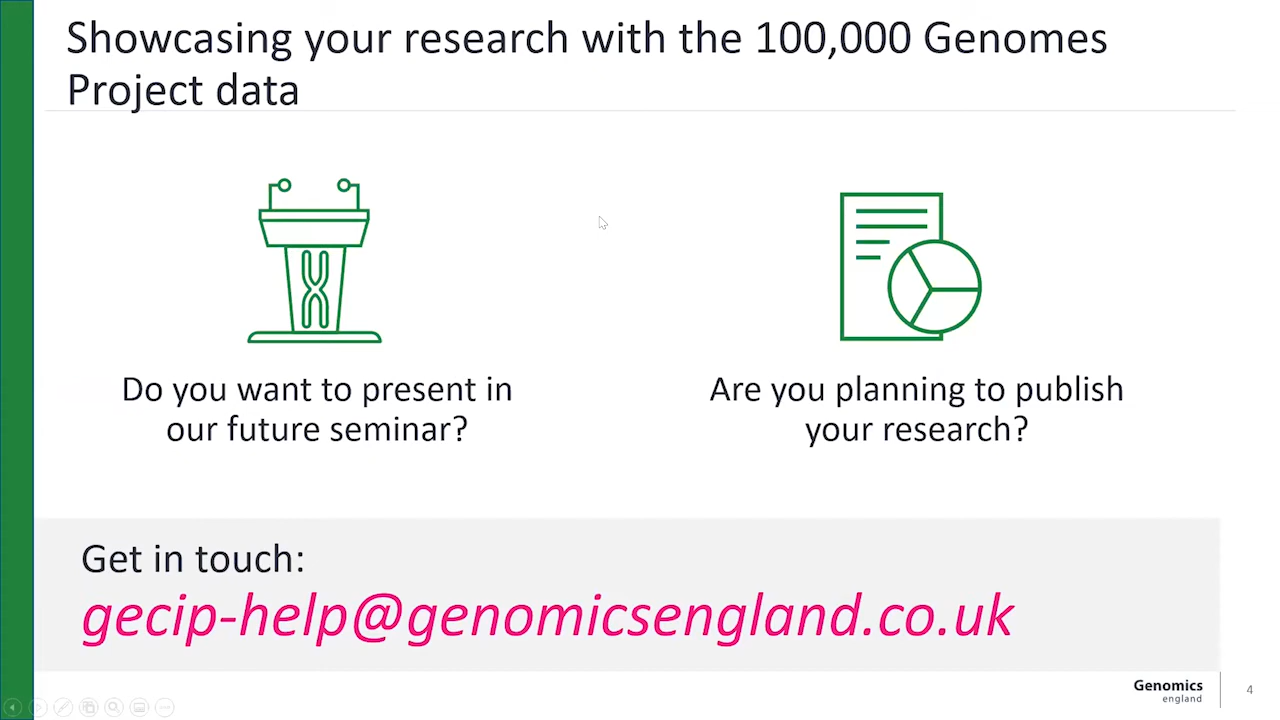 Showcasing your research with the 100,000 Genomes
Project data
Do you want to present in
our future seminar?
Are you planning to publish
your research?
Get in touch:
gecip-help@genomicsengland.co.uk
Genomics
england
4